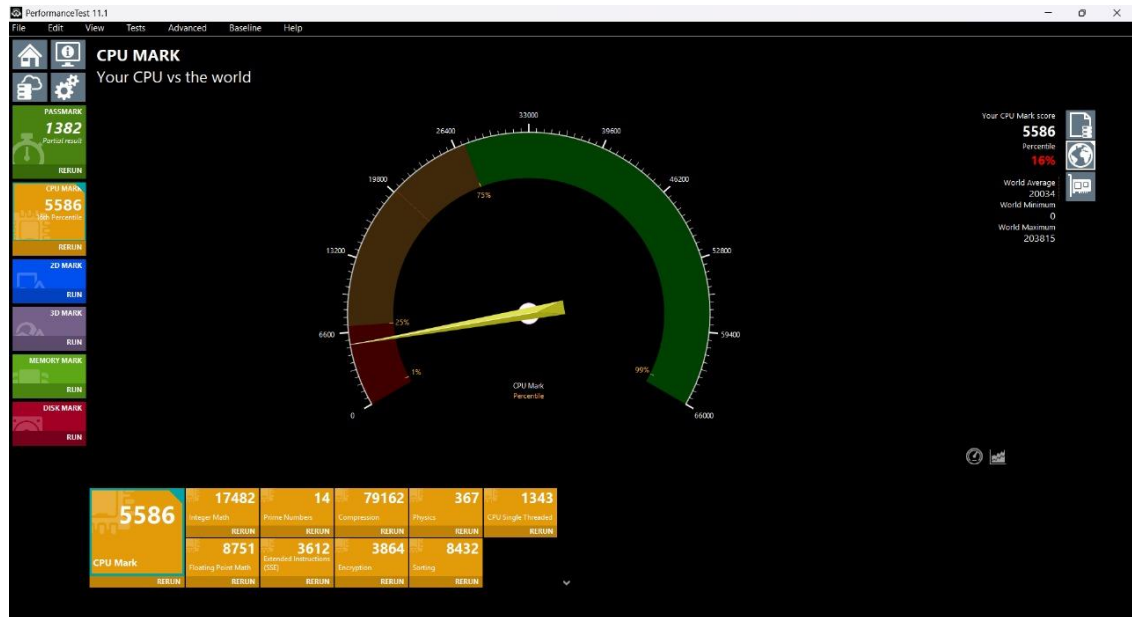 PerformanceTest 11.1
File Edit View Tests Advanced Baseline Help
CPU MARK
Your CPU vs the world
PASSMARK
1382
Partial result
RERUN
CPU MARK
5586
16th Percentile
RERUN
2D MARK
RUN
3D MARK
RUN
MEMORY MARK
RUN
DISK MARK
RUN
0
6600
13200
19800
26400
33000
39600
46200
52800
59400
66000
1%
25%
75%
99%
CPU Mark
Percentile
Your CPU Mark score
5586
Percentile
16%
World Average
20034
World Minimum
0
World Maximum
203815
5586
CPU Mark
RERUN
17482
Integer Math
RERUN
14
Prime Numbers
RERUN
79162
Compression
RERUN
367
Physics
RERUN
1343
CPU Single Threaded
RERUN
8751
Floating Point Math
RERUN
3612
Extended Instructions
(SSE)
RERUN
3864
Encryption
RERUN
8432
Sorting
RERUN